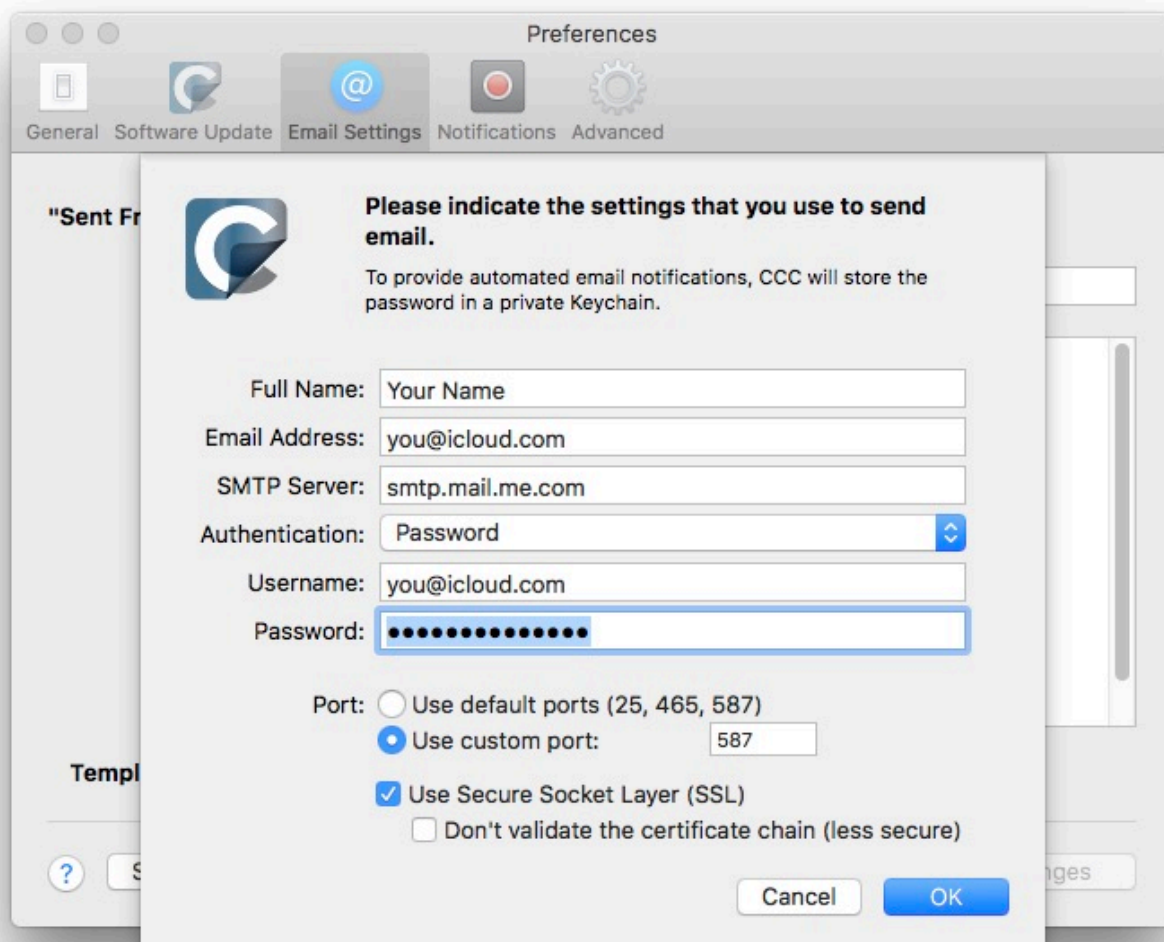 Preferences
General Software Update Email Settings Notifications Advanced
"Sent Fr
Please indicate the settings that you use to send
email.
To provide automated email notifications, CCC will store the
password in a private Keychain.
Full Name: Your Name
Email Address: you@icloud.com
SMTP Server: smtp.mail.me.com
Authentication: Password
Username: you@icloud.com
Password: ••••••••••••••
Port: Use default ports (25, 465, 587)
Use custom port: 587
Templ
Use Secure Socket Layer (SSL)
Don't validate the certificate chain (less secure)
? S nges
Cancel OK